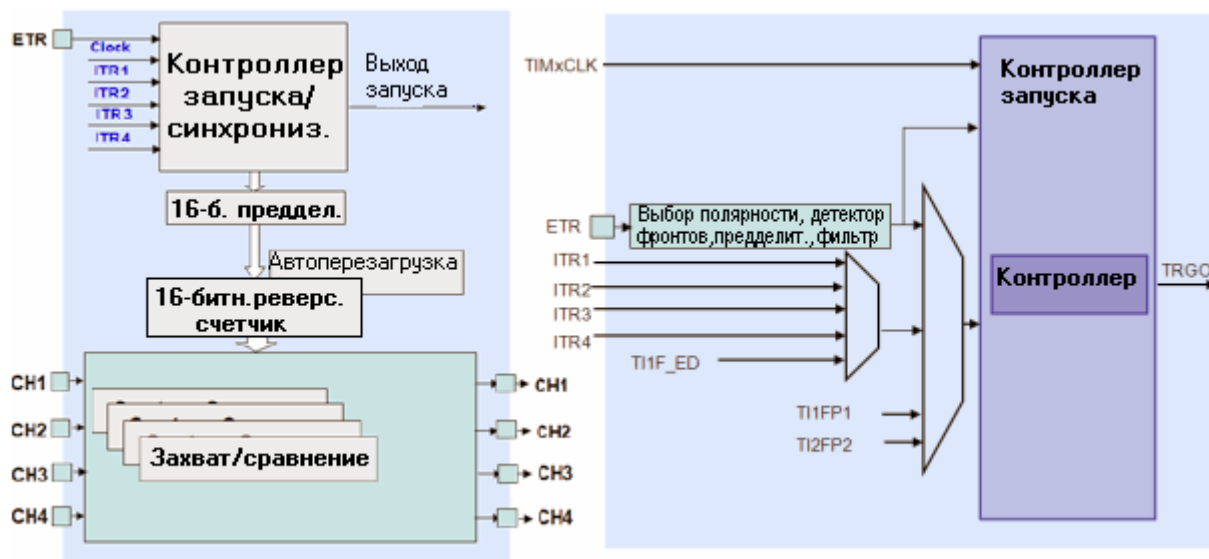 ETR
Clock
ITR1
ITR2
ITR3
ITR4
Контроллер
запуска/
синхрониз.
Выход
запуска
16-б. преддел.
Автоперезагрузка
16-битн.реверс.
счетчик
CH1
CH2
CH3
CH4
Захват/сравнение
CH1
CH2
CH3
CH4
TIMxCLK
Контроллер
запуска
ETR
Выбор полярности, детектор
фронтов,предделит.,фильтр
ITR1
ITR2
ITR3
ITR4
TI1F_ED
TI1FP1
TI2FP2
Контроллер
TRGO